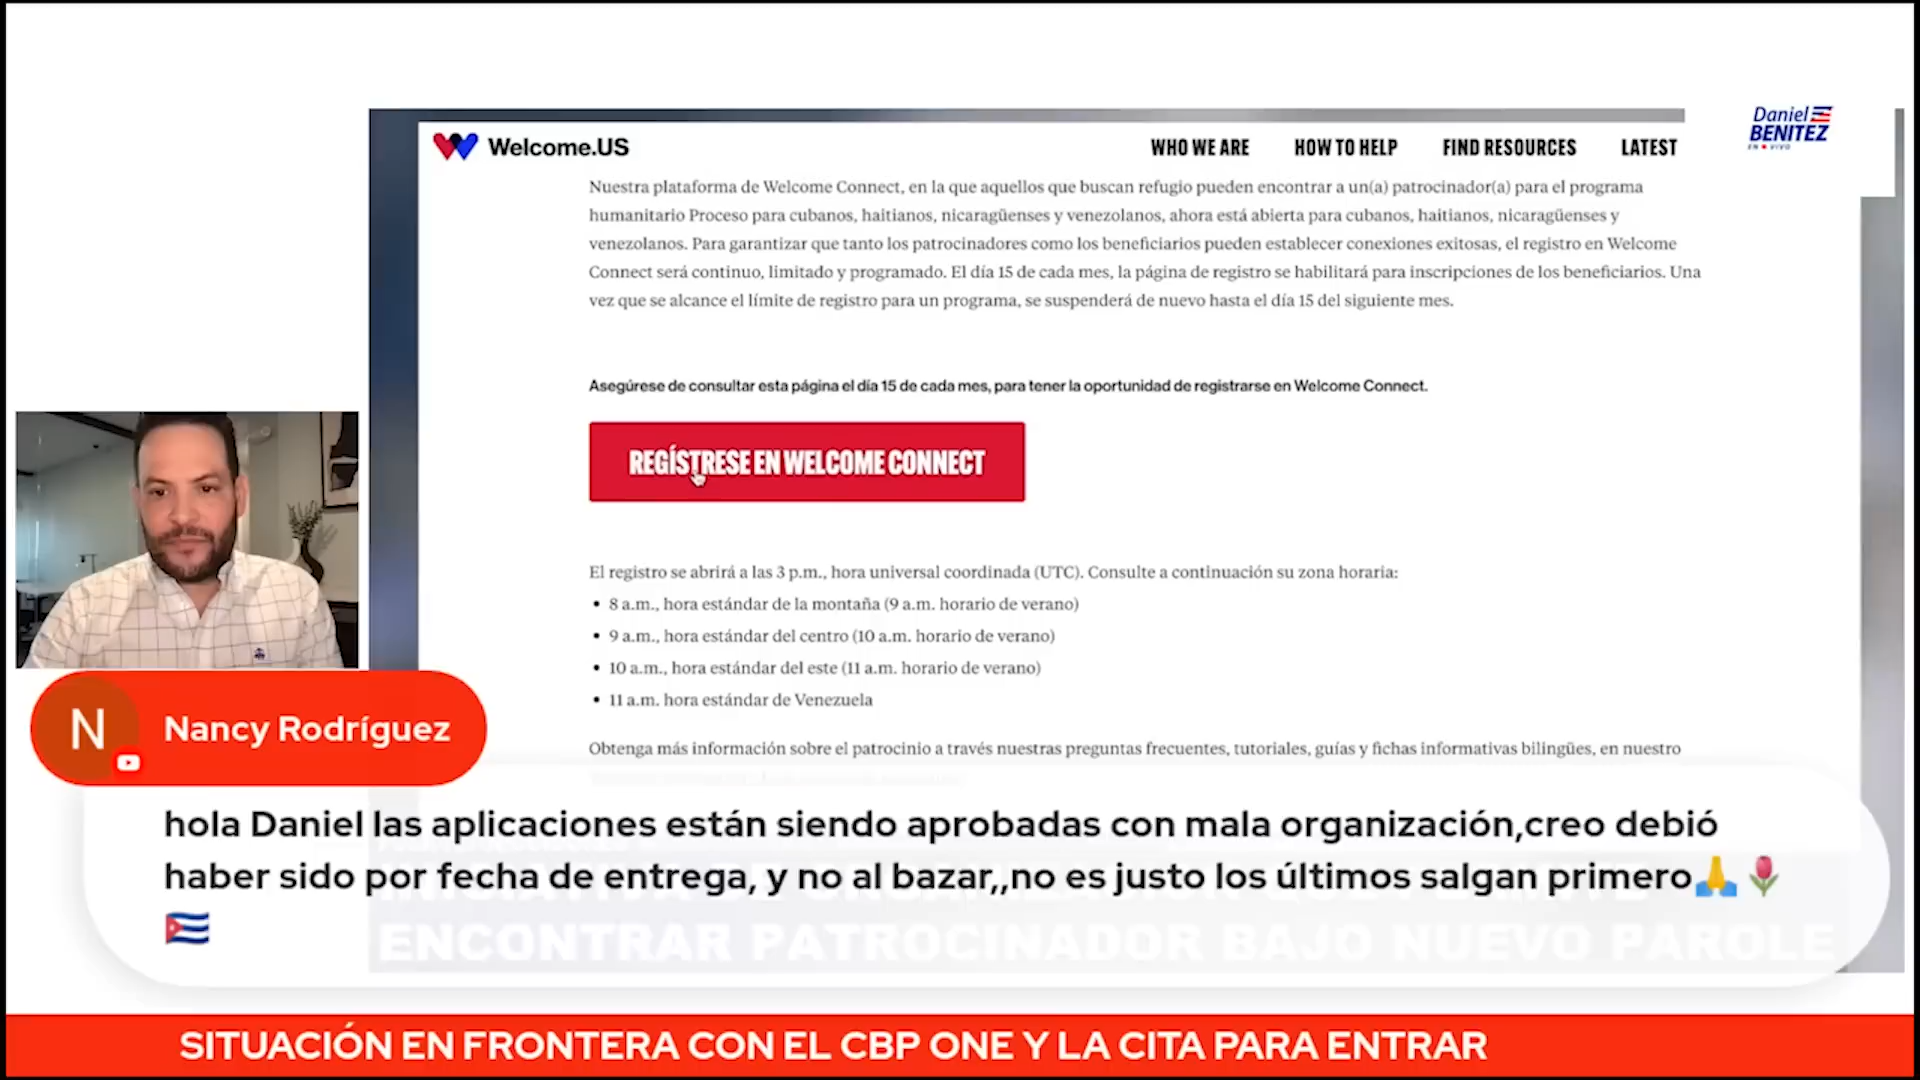 Daniel
BENITEZ
EN VIVO
Welcome.US
WHO WE ARE
HOW TO HELP
FIND RESOURCES
LATEST
Nuestra plataforma de Welcome Connect, en la que aquellos que buscan refugio pueden encontrar a un(a) patrocinador(a) para el programa
humanitario Proceso para cubanos, haitianos, nicaragüenses y venezolanos, ahora está abierta para cubanos, haitianos, nicaragüenses y
venezolanos. Para garantizar que tanto los patrocinadores como los beneficiarios pueden establecer conexiones exitosas, el registro en Welcome
Connect será continuo, limitado y programado. El día 15 de cada mes, la página de registro se habilitará para inscripciones de los beneficiarios. Una
vez que se alcance el límite de registro para un programa, se suspenderá de nuevo hasta el día 15 del siguiente mes.
Asegúrese de consultar esta página el día 15 de cada mes, para tener la oportunidad de registrarse en Welcome Connect.
REGÍSTRESE EN WELCOME CONNECT
El registro se abrirá a las 3 p.m., hora universal coordinada (UTC). Consulte a continuación su zona horaria:
• 8 a.m., hora estándar de la montaña (9 a.m. horario de verano)
• 9 a.m., hora estándar del centro (10 a.m. horario de verano)
• 10 a.m., hora estándar del este (11 a.m. horario de verano)
• 11 a.m. hora estándar de Venezuela
Obtenga más información sobre el patrocinio a través nuestras preguntas frecuentes, tutoriales, guías y fichas informativas bilingües, en nuestro
N
Nancy Rodríguez
hola Daniel las aplicaciones están siendo aprobadas con mala organización,creo debió
haber sido por fecha de entrega, y no al bazar,,no es justo los últimos salgan primero🙏🌷
🇨🇺
ENCONTRAR PATROCINADOR BAJO NUEVO PAROLE
SITUACIÓN EN FRONTERA CON EL CBP ONE Y LA CITA PARA ENTRAR